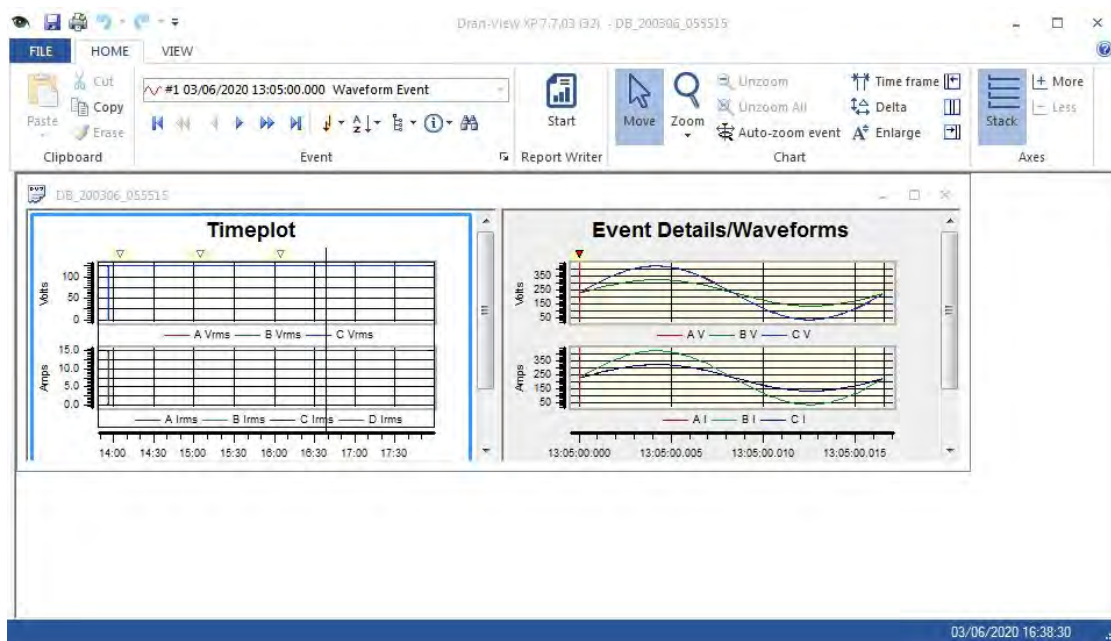 Dran-View XP 7.7.03 (32) - DB_200306_055515
FILE HOME VIEW
Paste
Cut
Copy
Erase
Clipboard
#1 03/06/2020 13:05:00.000 Waveform Event
Event
Start
Report Writer
Move
Zoom
Unzoom
Unzoom All
Auto-zoom event
Time frame
Delta
Enlarge
Chart
Stack
More
Less
Axes
DB_200306_055515
Timeplot
Volts
100
50
0
A Vrms B Vrms C Vrms
Amps
15.0
10.0
5.0
0.0
A Irms B Irms C Irms D Irms
14:00 14:30 15:00 15:30 16:00 16:30 17:00 17:30
Event Details/Waveforms
Volts
350
250
150
50
A V B V C V
Amps
350
250
150
50
A I B I C I
13:05:00.000 13:05:00.005 13:05:00.010 13:05:00.015
03/06/2020 16:38:30